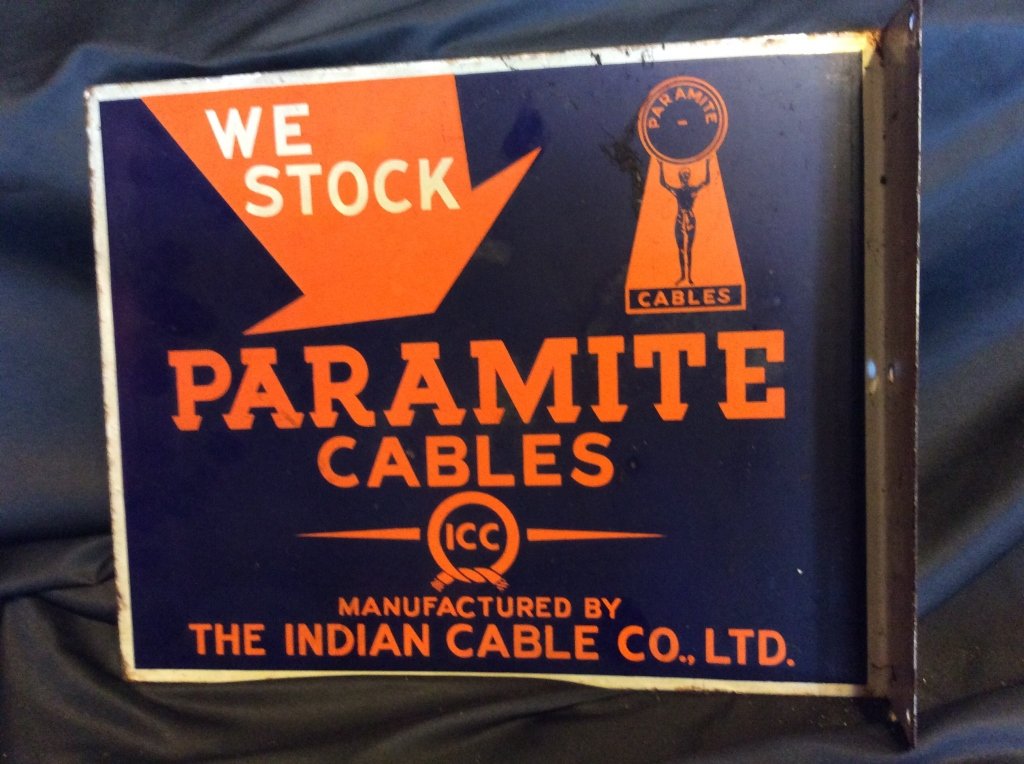 WE
STOCK
PARAMITE
CABLES
PARAMITE
CABLES
ICC
MANUFACTURED BY
THE INDIAN CABLE CO., LTD.